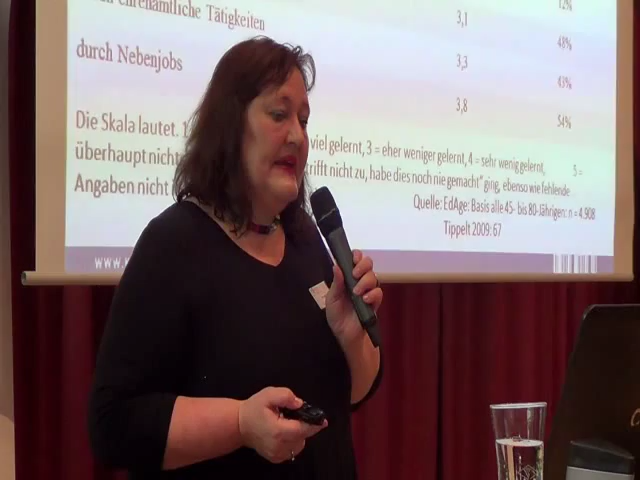 ehrenamtliche Tätigkeiten 3,1 12%
durch Nebenjobs 3,3 48%
3,8 43%
54%
Die Skala lautet. 1 viel gelernt, 3 = eher weniger gelernt, 4 = sehr wenig gelernt, 5 =
überhaupt nicht trifft nicht zu, habe dies noch nie gemacht" ging, ebenso wie fehlende
Angaben nicht
Quelle: EdAge: Basis alle 45- bis 80-Jährigen: n = 4.908
Tippelt 2009: 67
www.